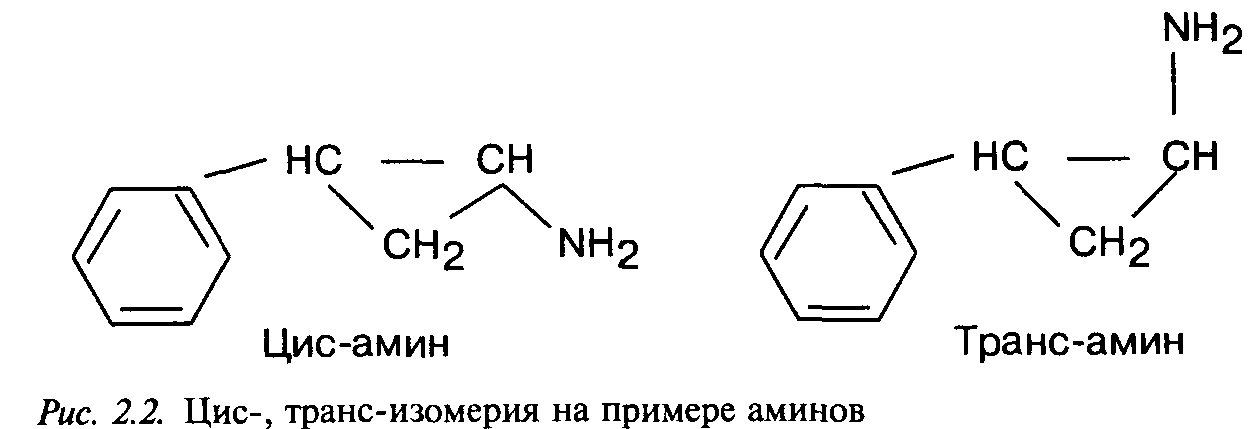 NH2
HC — CH
CH2
NH2
HC — CH
CH2
Цис-амин
Транс-амин
Рис. 2.2. Цис-, транс-изомерия на примере аминов